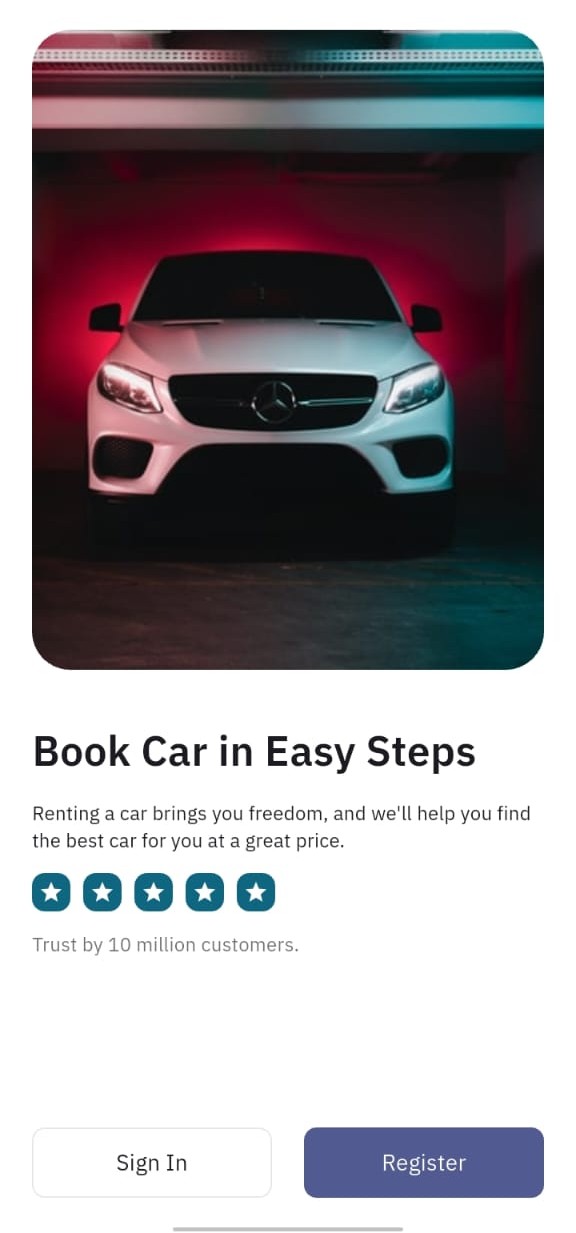 Book Car in Easy Steps
Renting a car brings you freedom, and we'll help you find
the best car for you at a great price.
Trust by 10 million customers.
Sign In
Register